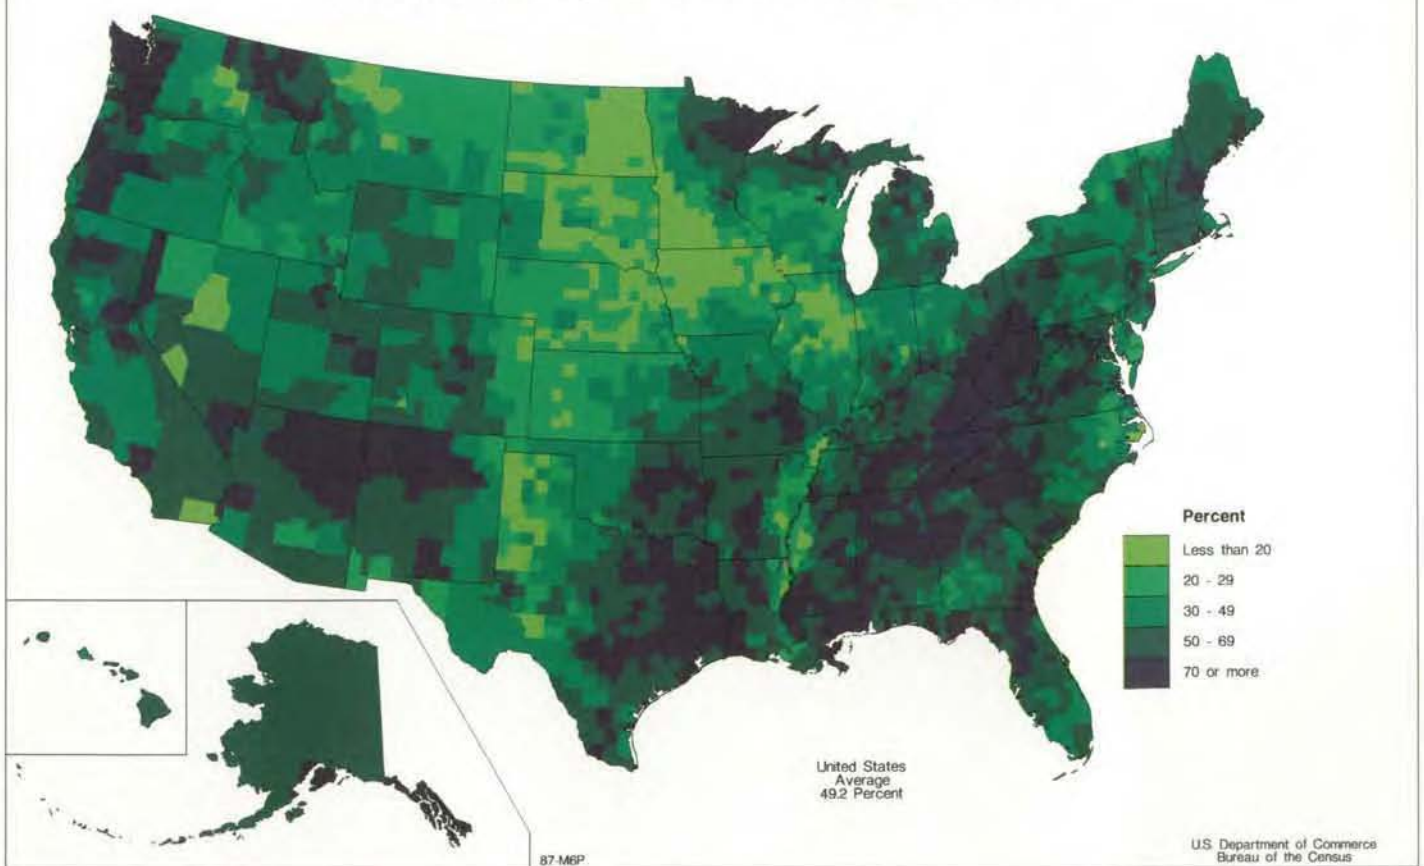 Percent
Less than 20
20 - 29
30 - 49
50 - 69
70 or more
United States
Average
49.2 Percent
87-M6P
U.S. Department of Commerce
Bureau of the Census